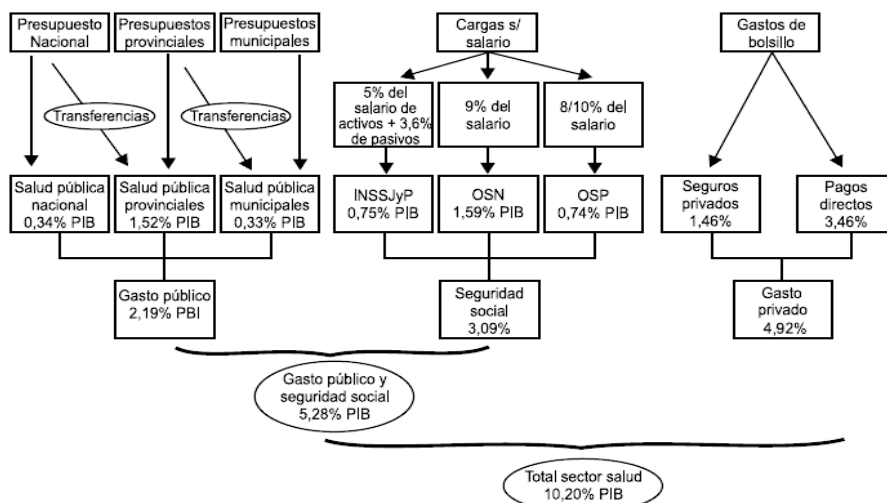 Presupuesto
Nacional
Presupuestos
provinciales
Presupuestos
municipales
Cargas s/
salario
Gastos de
bolsillo
Transferencias
Transferencias
5% del
salario de
activos + 3,6%
de pasivos
9% del
salario
8/10% del
salario
Salud pública
nacional
0,34% PIB
Salud pública
provinciales
1,52% PIB
Salud pública
municipales
0,33% PIB
INSSJyP
0,75% PIB
OSN
1,59% PIB
OSP
0,74% PIB
Seguros
privados
1,46%
Pagos
directos
3,46%
Gasto público
2,19% PBI
Seguridad
social
3,09%
Gasto
privado
4,92%
Gasto público y
seguridad social
5,28% PIB
Total sector salud
10,20% PIB